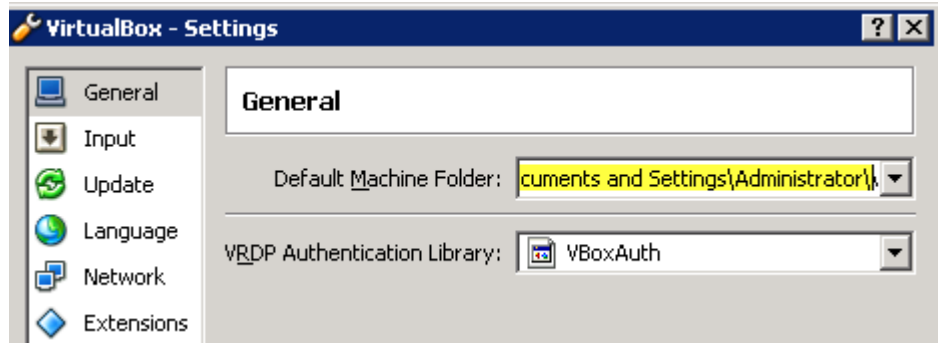 VirtualBox - Settings
General
Input
Update
Language
Network
Extensions
General
Default Machine Folder: cuments and Settings\Administrator\
VRDP Authentication Library: VBoxAuth